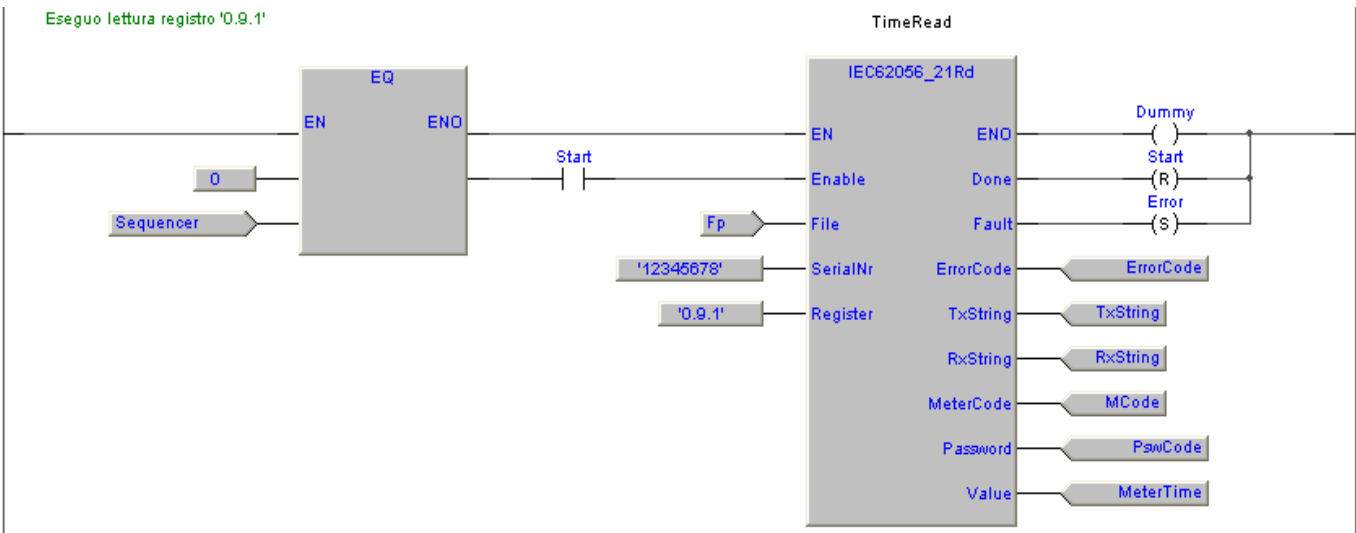 Eseguo lettura registro '0.9.1'
TimeRead
EQ
IEC62056_21Rd
Dummy
EN ENO
EN ENO
Start
Start
0
Enable Done
(R)
Error
Sequencer
Fp
File Fault
(S)
'12345678'
SerialNr ErrorCode
ErrorCode
'0.9.1'
Register TxString
TxString
RxString
RxString
MeterCode
MCode
Password
PswCode
Value
MeterTime